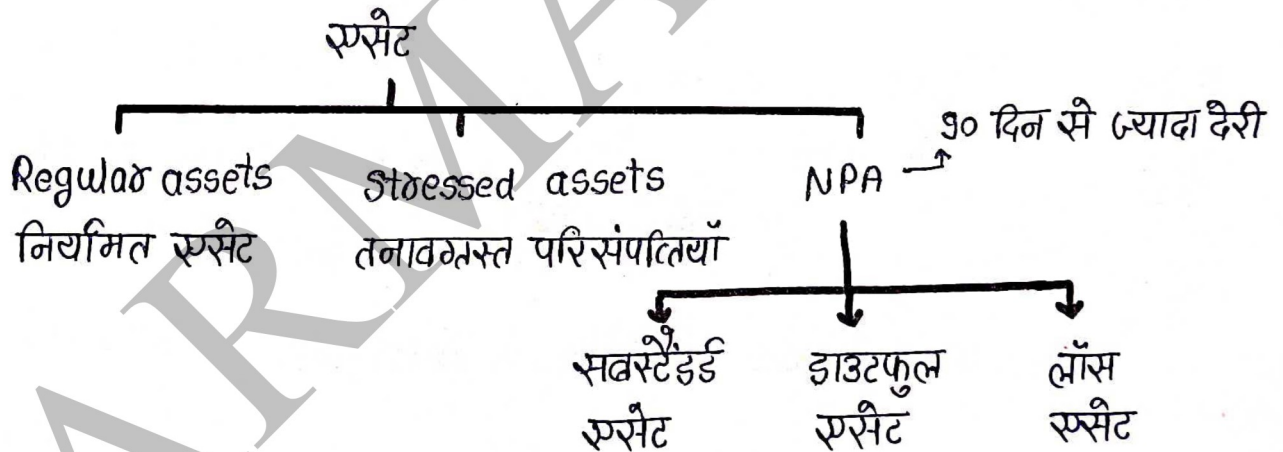 एसेट
90 दिन से ज्यादा देरी
Regular assets Stressed assets NPA
नियमित एसेट तनावग्रस्त परिसंपत्तियाँ
सबस्टैंडर्ड डाउटफुल लॉस
एसेट एसेट एसेट